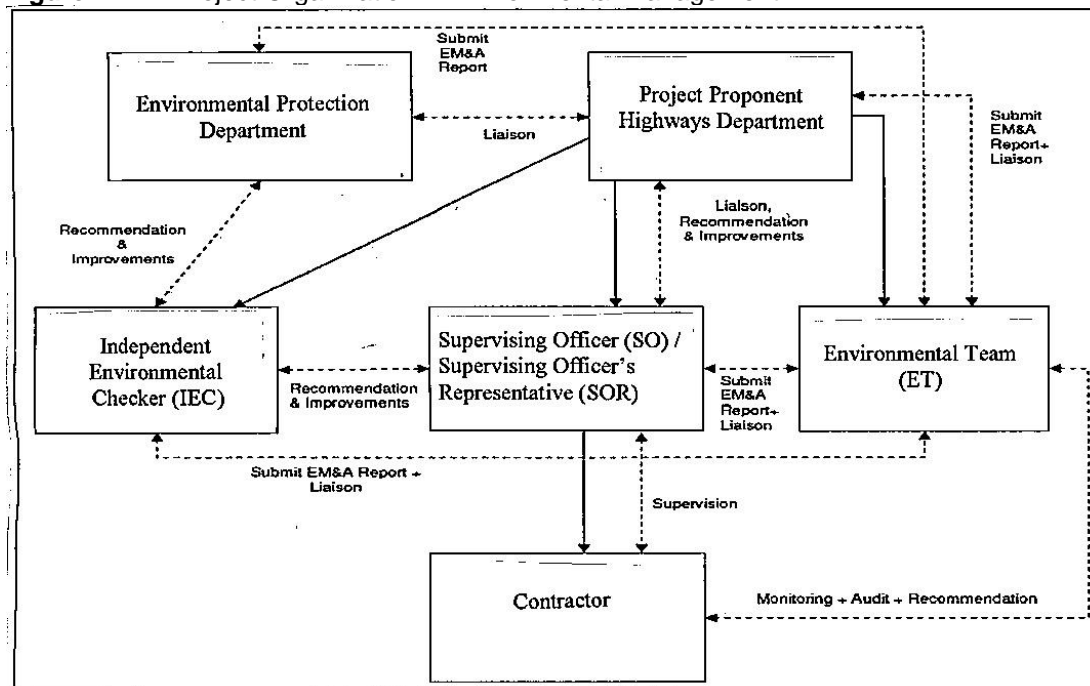 Submit
EM&A
Report
Environmental Protection
Department
Liaison
Project Proponent
Highways Department
Submit
EM&A
Report+
Liaison
Recommendation
&
Improvements
Liaison,
Recommendation
& Improvements
Independent
Environmental
Checker (IEC)
Recommendation
& Improvements
Supervising Officer (SO) /
Supervising Officer's
Representative (SOR)
Submit
EM&A
Report+
Liaison
Environmental Team
(ET)
Submit EM&A Report +
Liaison
Supervision
Contractor
Monitoring + Audit + Recommendation